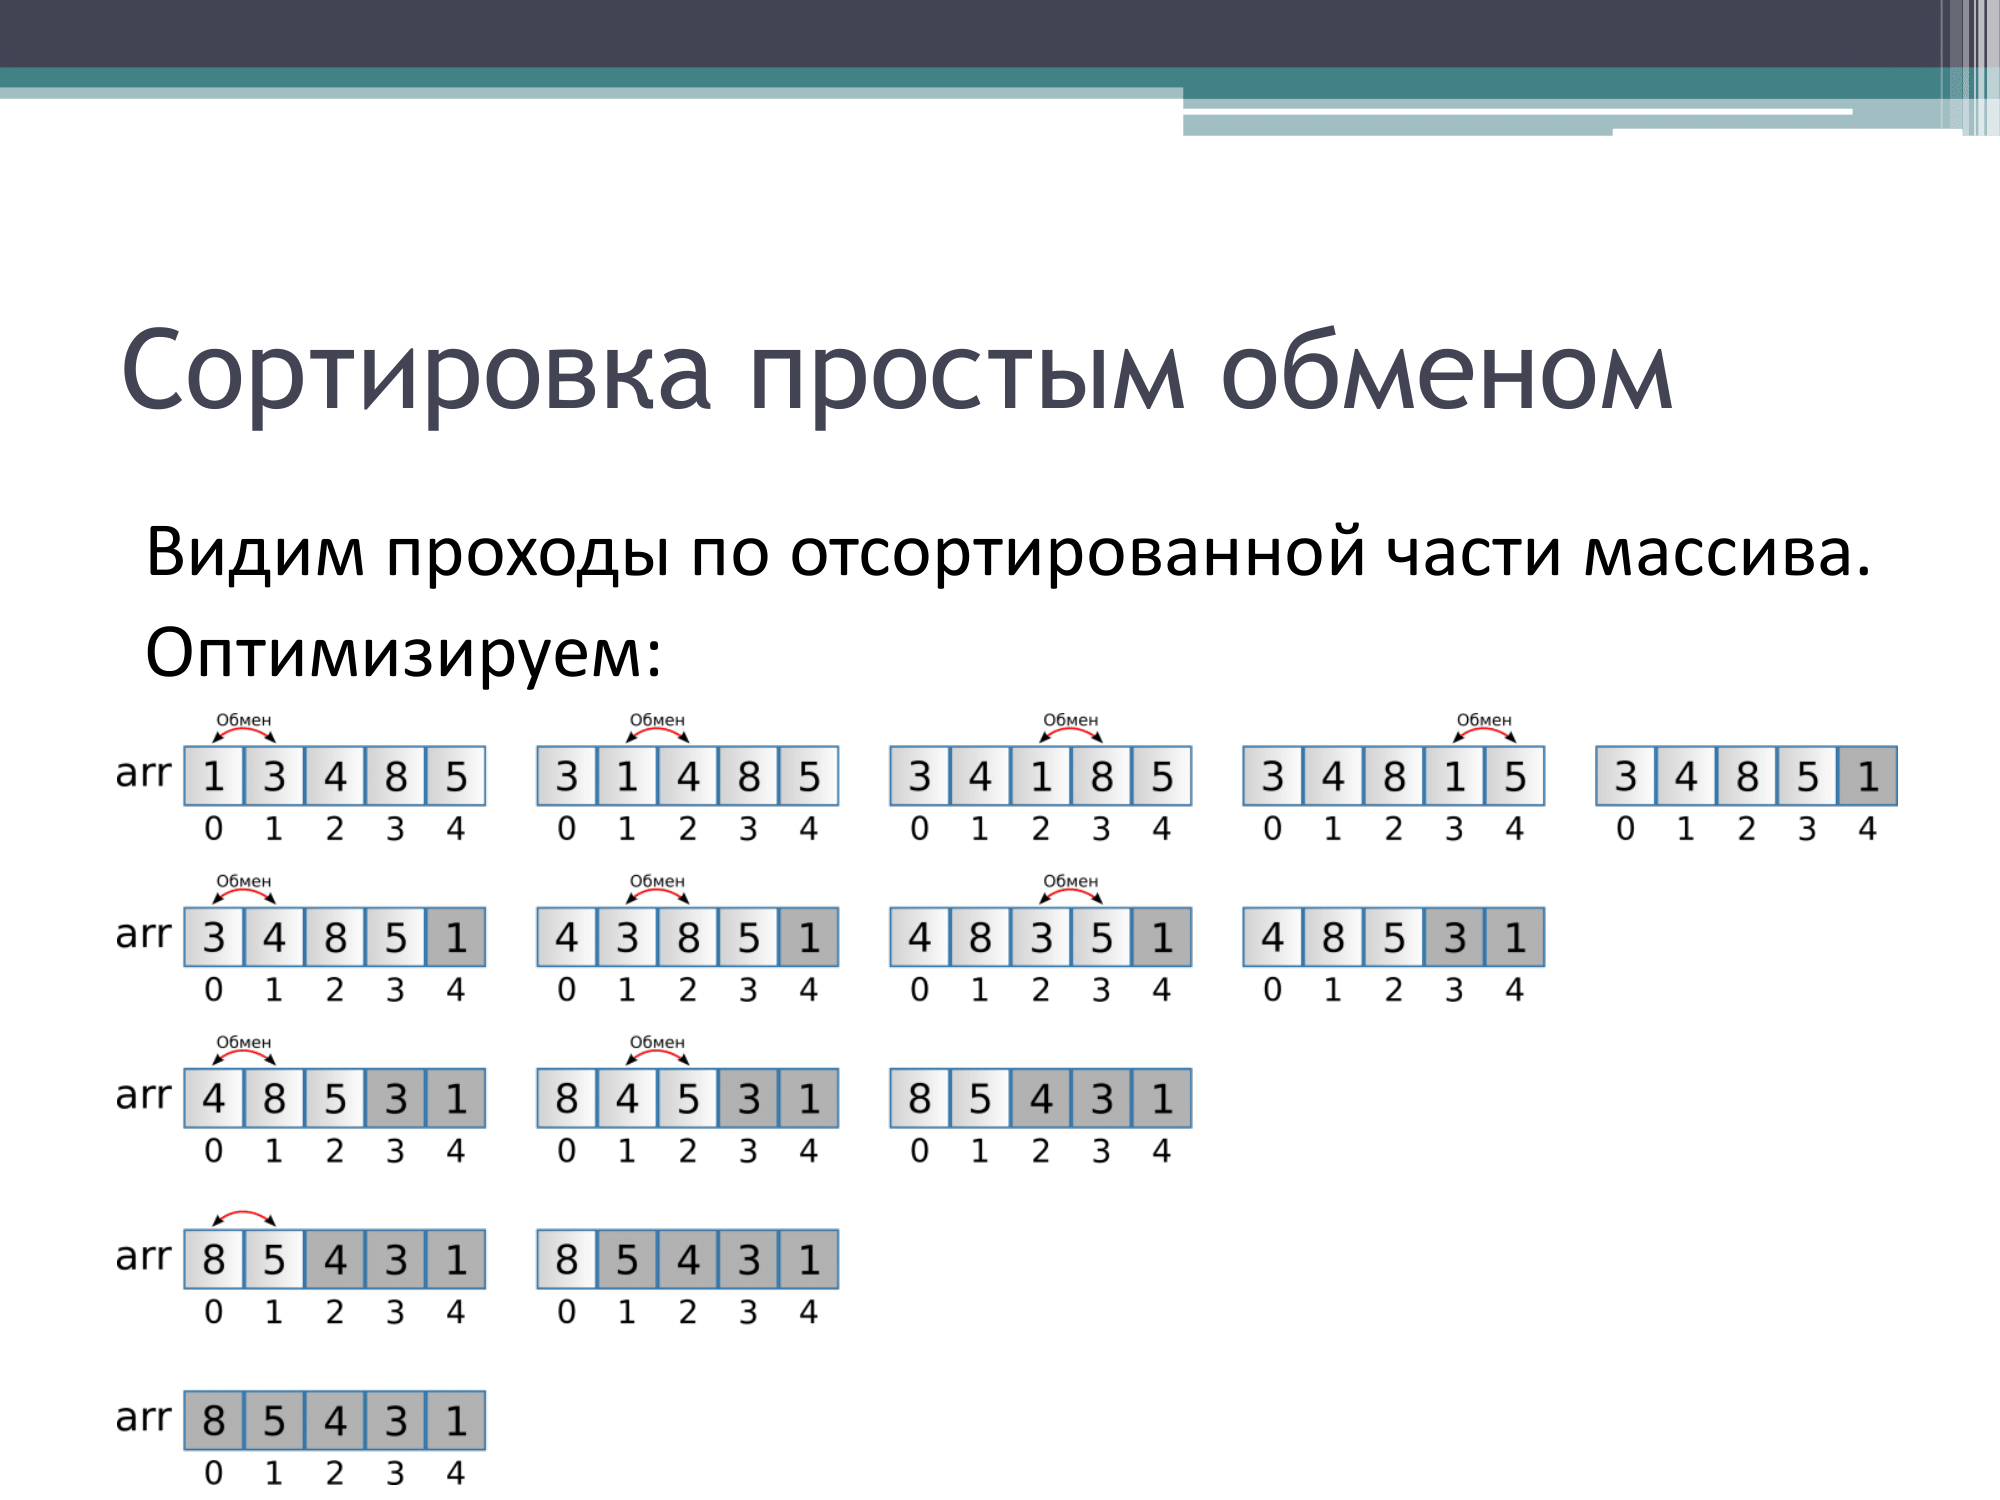 Сортировка простым обменом
Видим проходы по отсортированной части массива.
Оптимизируем:
Обмен Обмен Обмен Обмен
arr 1 3 4 8 5 3 1 4 8 5 3 4 1 8 5 3 4 8 1 5 3 4 8 5 1
0 1 2 3 4 0 1 2 3 4 0 1 2 3 4 0 1 2 3 4 0 1 2 3 4
Обмен Обмен Обмен
arr 3 4 8 5 1 4 3 8 5 1 4 8 3 5 1 4 8 5 3 1
0 1 2 3 4 0 1 2 3 4 0 1 2 3 4 0 1 2 3 4
Обмен Обмен
arr 4 8 5 3 1 8 4 5 3 1 8 5 4 3 1
0 1 2 3 4 0 1 2 3 4 0 1 2 3 4
arr 8 5 4 3 1 8 5 4 3 1
0 1 2 3 4 0 1 2 3 4
arr 8 5 4 3 1
0 1 2 3 4